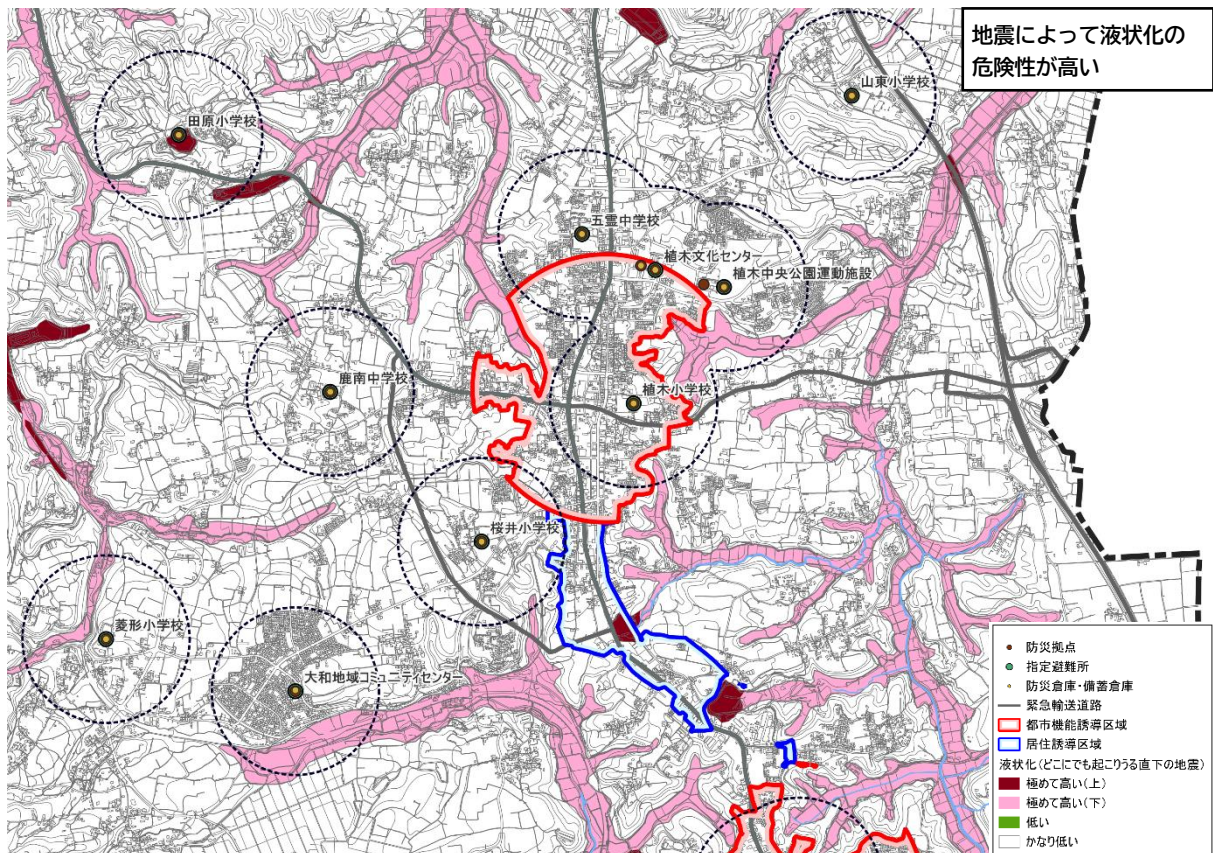 地震によって液状化の
危険性が高い
山東小学校
田原小学校
五霊中学校
植木文化センター
植木中央公園運動施設
鹿南中学校
植木小学校
桜井小学校
菱形小学校
大和地域コミュニティセンター
防災拠点
指定避難所
防災倉庫・備蓄倉庫
緊急輸送道路
都市機能誘導区域
居住誘導区域
液状化(どこにでも起こりうる直下の地震)
極めて高い(上)
極めて高い(下)
低い
かなり低い